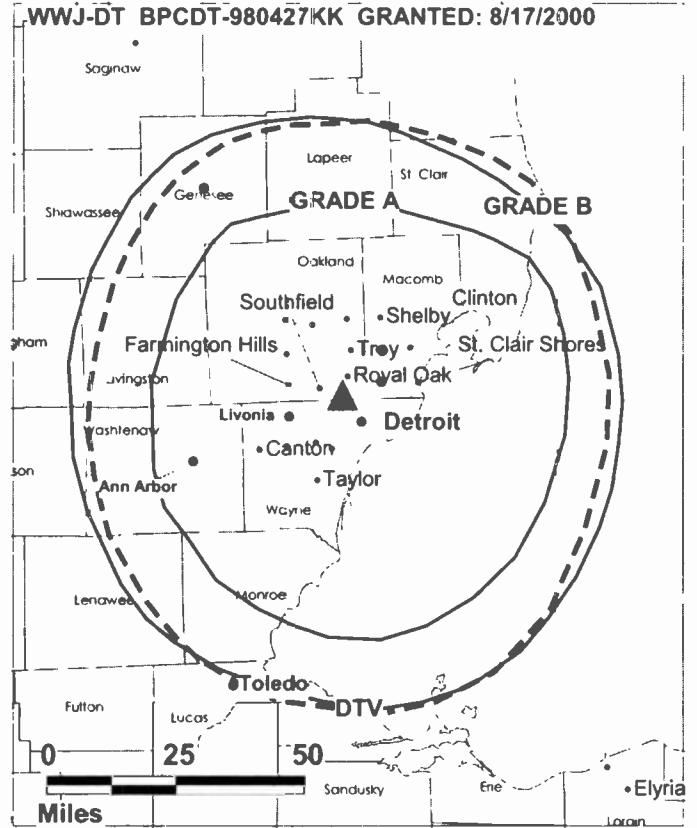 WWJ-DT BPCDT-980427KK GRANTED: 8/17/2000
Saginaw
Lapeer
St. Clair
Genesee
GRADE A
GRADE B
Shiawassee
Oakland
Macomb
Southfield
Clinton
Shelby
gham
Farmington Hills
Troy
St. Clair Shores
Livingston
Royal Oak
Livonia
Detroit
Washtenaw
Canton
son
Ann Arbor
Taylor
Wayne
Lenawee
Monroe
Toledo
Fulton
Lucas
DTV
0 25 50
Sandusky
Erie
Elyria
Miles
Lorain